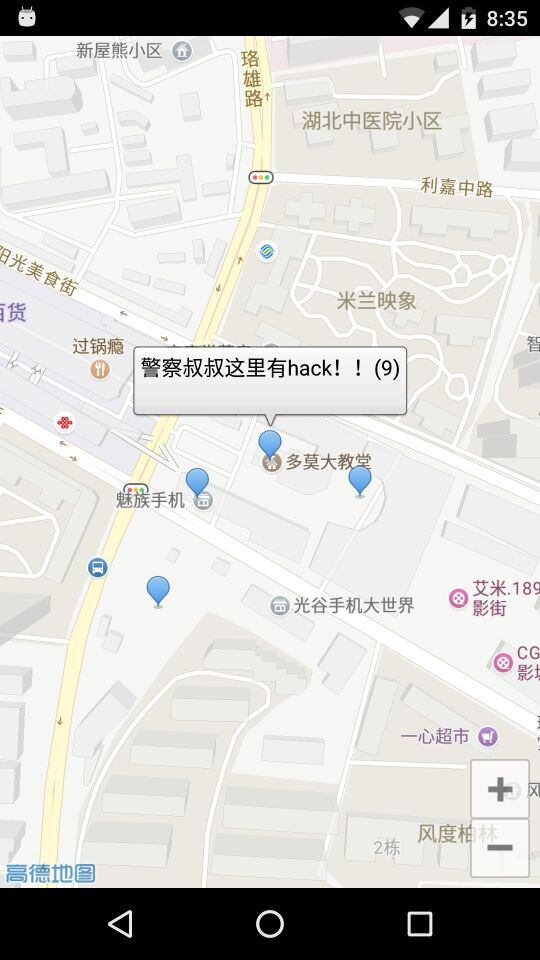 8:35
新屋熊小区
珞雄路
湖北中医院小区
利嘉中路
阳光美食街
百货
米兰映象
过锅瘾
智
警察叔叔这里有hack！！(9)
多莫大教堂
魅族手机
艾米.189
影街
光谷手机大世界
CG
影城
一心超市
风度柏林
2栋
高德地图